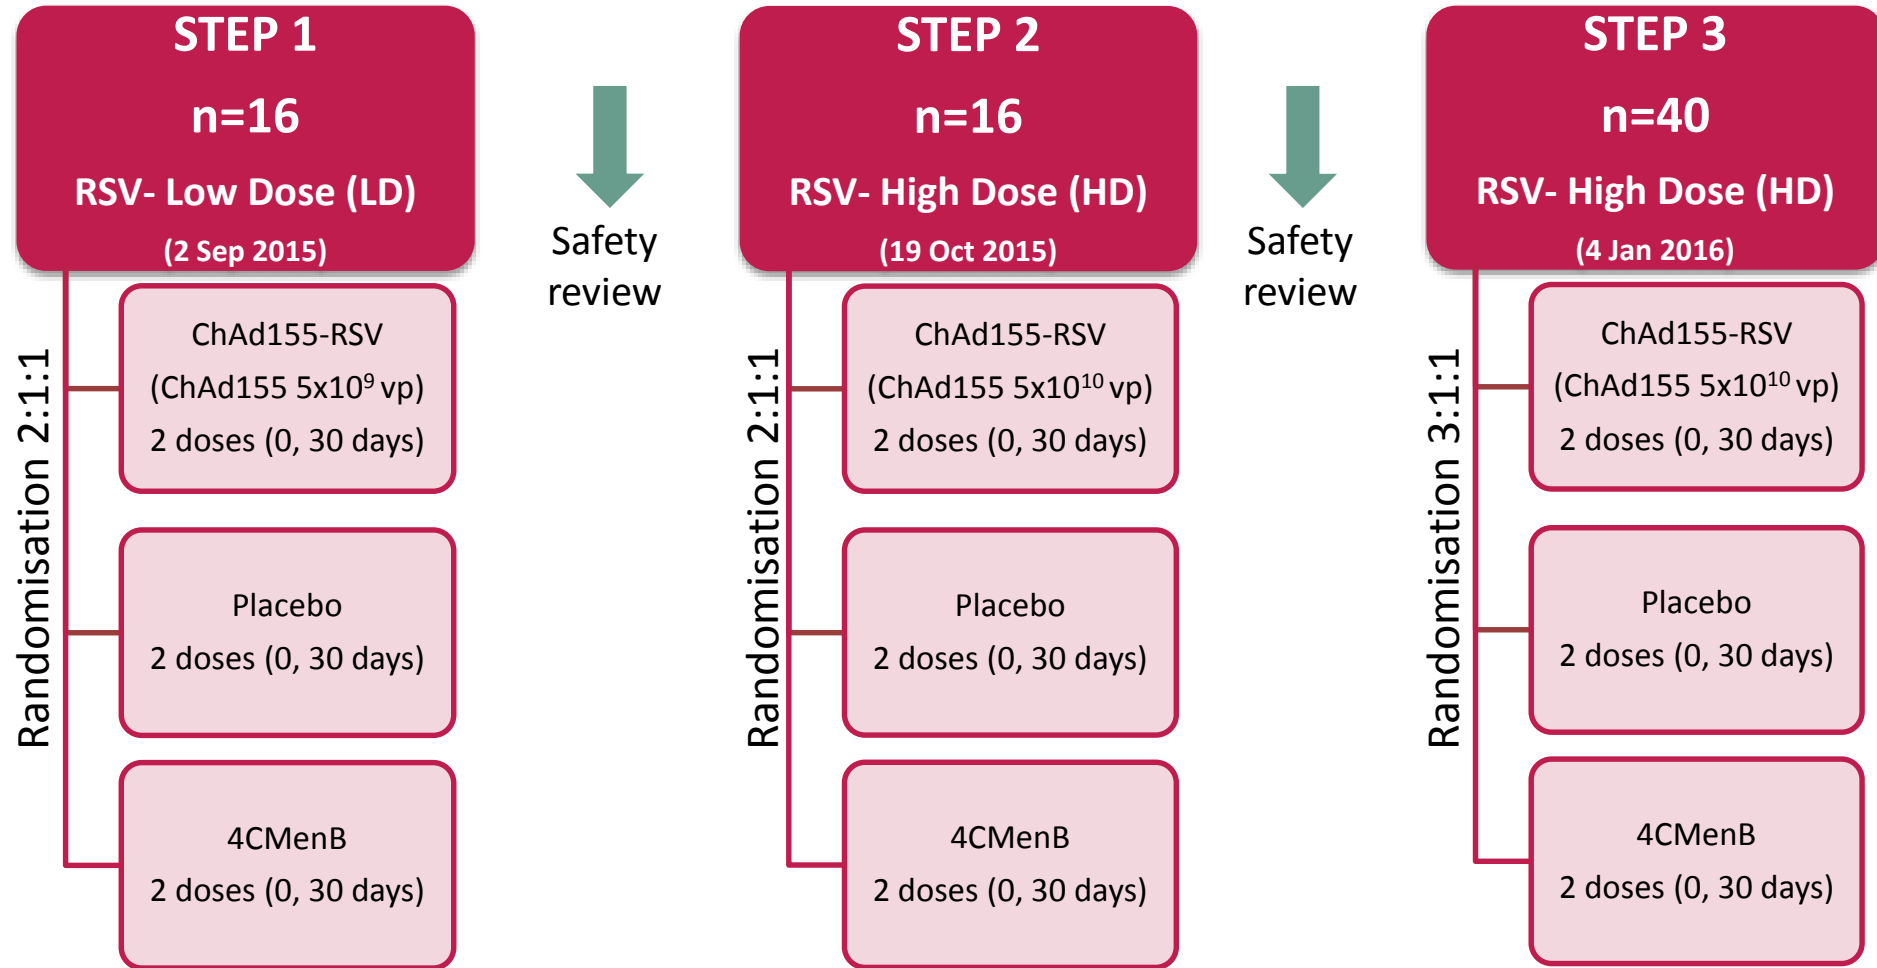 STEP 1
n=16
RSV- Low Dose (LD)
(2 Sep 2015)
Randomisation 2:1:1
ChAd155-RSV
(ChAd155 5x10⁹ vp)
2 doses (0, 30 days)
Placebo
2 doses (0, 30 days)
4CMenB
2 doses (0, 30 days)
Safety
review
STEP 2
n=16
RSV- High Dose (HD)
(19 Oct 2015)
Randomisation 2:1:1
ChAd155-RSV
(ChAd155 5x10¹⁰ vp)
2 doses (0, 30 days)
Placebo
2 doses (0, 30 days)
4CMenB
2 doses (0, 30 days)
Safety
review
STEP 3
n=40
RSV- High Dose (HD)
(4 Jan 2016)
Randomisation 3:1:1
ChAd155-RSV
(ChAd155 5x10¹⁰ vp)
2 doses (0, 30 days)
Placebo
2 doses (0, 30 days)
4CMenB
2 doses (0, 30 days)